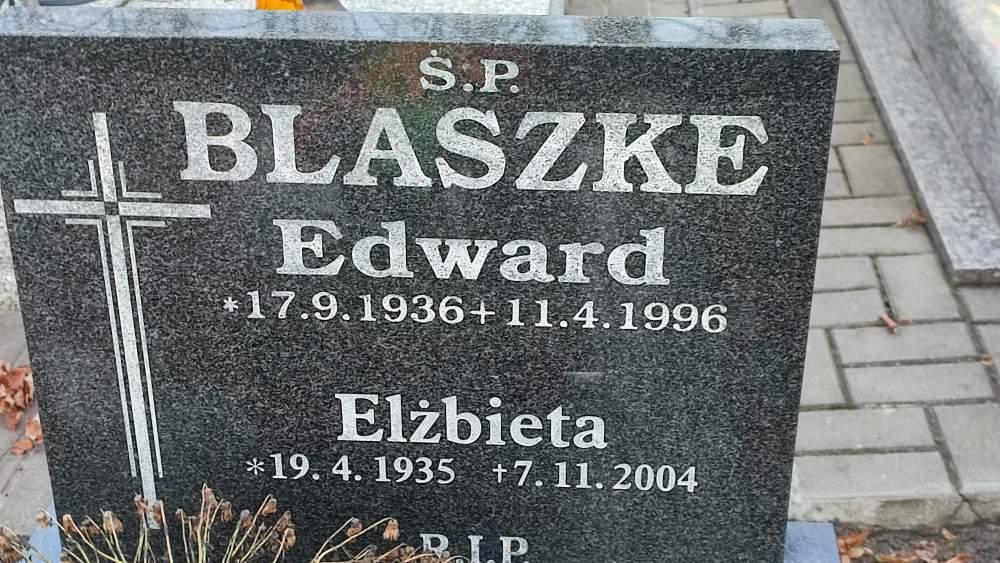 Ś.P.
BLASZKE
Edward
*17.9.1936+11.4.1996
Elżbieta
*19.4.1935 †7.11.2004
R.I.P.